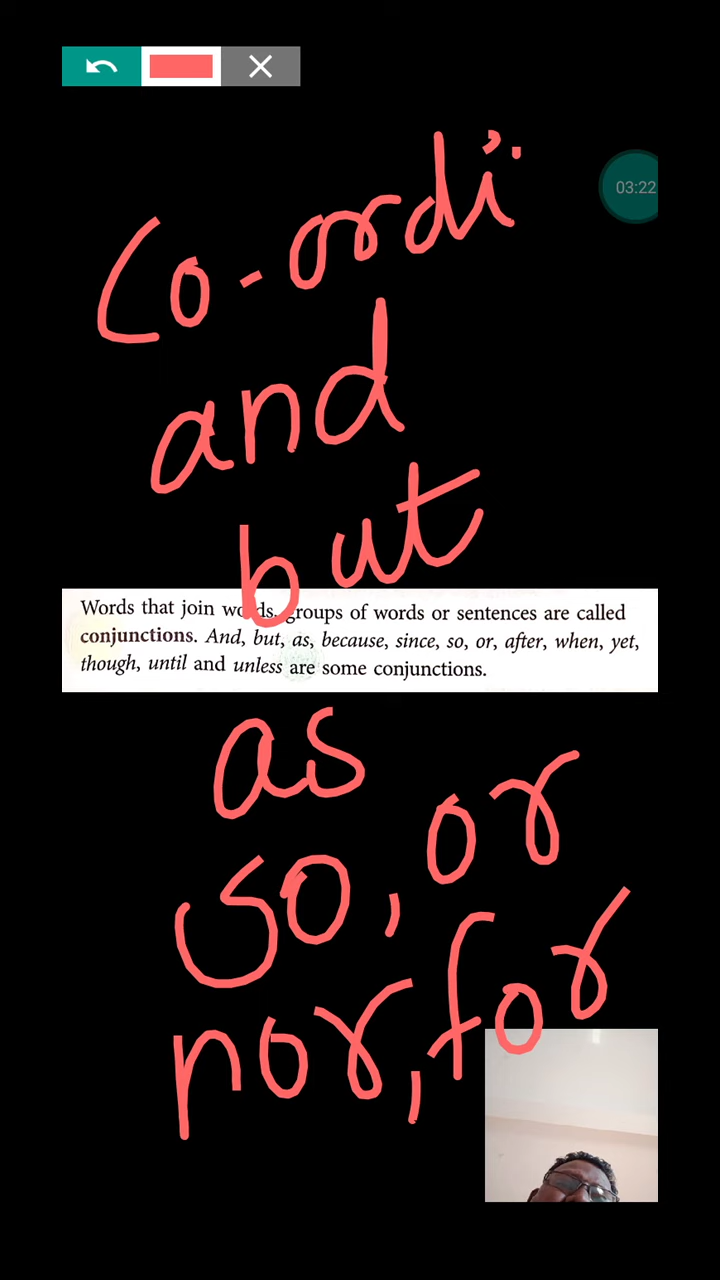 03:22
Co-ordi
and
but
Words that join words, groups of words or sentences are called
conjunctions. And, but, as, because, since, so, or, after, when, yet,
though, until and unless are some conjunctions.
as
so, or
nor, for